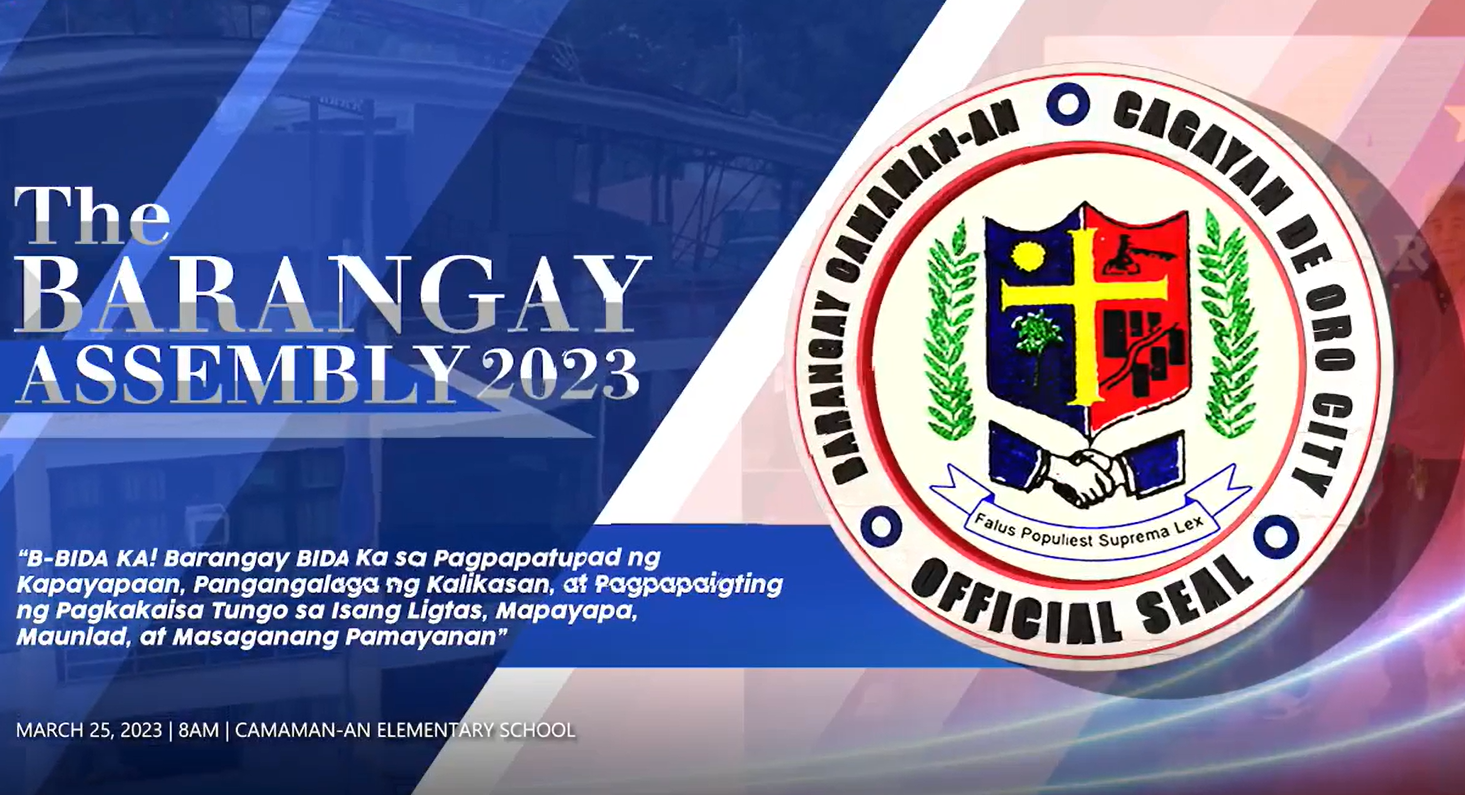 The
BARANGAY
ASSEMBLY 2023
“B-BIDA KA! Barangay BIDA Ka sa Pagpapatupad ng
Kapayapaan, Pangangalaga ng Kalikasan, at Pagpapaigting
ng Pagkakaisa Tungo sa Isang Ligtas, Mapayapa,
Maunlad, at Masaganang Pamayanan”
MARCH 25, 2023 | 8AM | CAMAMAN-AN ELEMENTARY SCHOOL
BARANGAY CAMAMAN-AN
CAGAYAN DE ORO CITY
Falus Populiest Suprema Lex
OFFICIAL SEAL